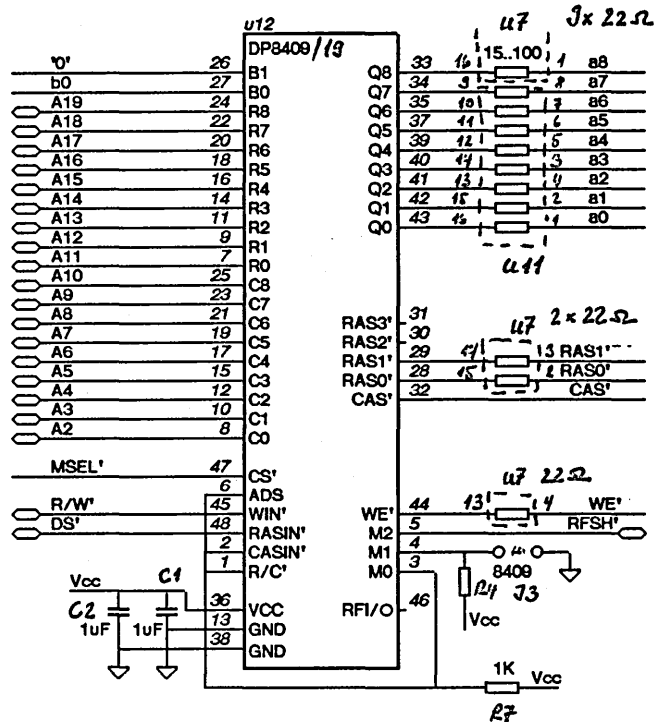 u12
u7 9x 22Ω
DP8409/19 15..100
'0' 26 B1 Q8 33 16 1 a8
b0 27 B0 Q7 34 9 8 a7
A19 24 R8 Q6 35 10 7 a6
A18 22 R7 Q5 37 11 6 a5
A17 20 R6 Q4 39 12 5 a4
A16 18 R5 Q3 40 14 3 a3
A15 16 R4 Q2 41 13 4 a2
A14 14 R3 Q1 42 15 2 a1
A13 11 R2 Q0 43 16 1 a0
A12 9 R1
A11 7 R0 u11
A10 25 C8
A9 23 C7
A8 21 C6 RAS3' 31
A7 19 C5 RAS2' 30 u7 2x22Ω
A6 17 C4 RAS1' 29 14 3 RAS1'
A5 15 C3 RAS0' 28 15 2 RAS0'
A4 12 C2 CAS' 32 CAS'
A3 10 C1
A2 8 C0
MSEL' 47 CS' u7 22Ω
6 ADS
R/W' 45 WIN' WE' 44 13 4 WE'
DS' 48 RASIN' M2 5 RFSH'
2 CASIN' M1 4
1 R/C' M0 3 8409 J3
Vcc C1 R4
C2 36 VCC RFI/O 46
1uF 1uF 13 GND Vcc
38 GND
1K Vcc
R7